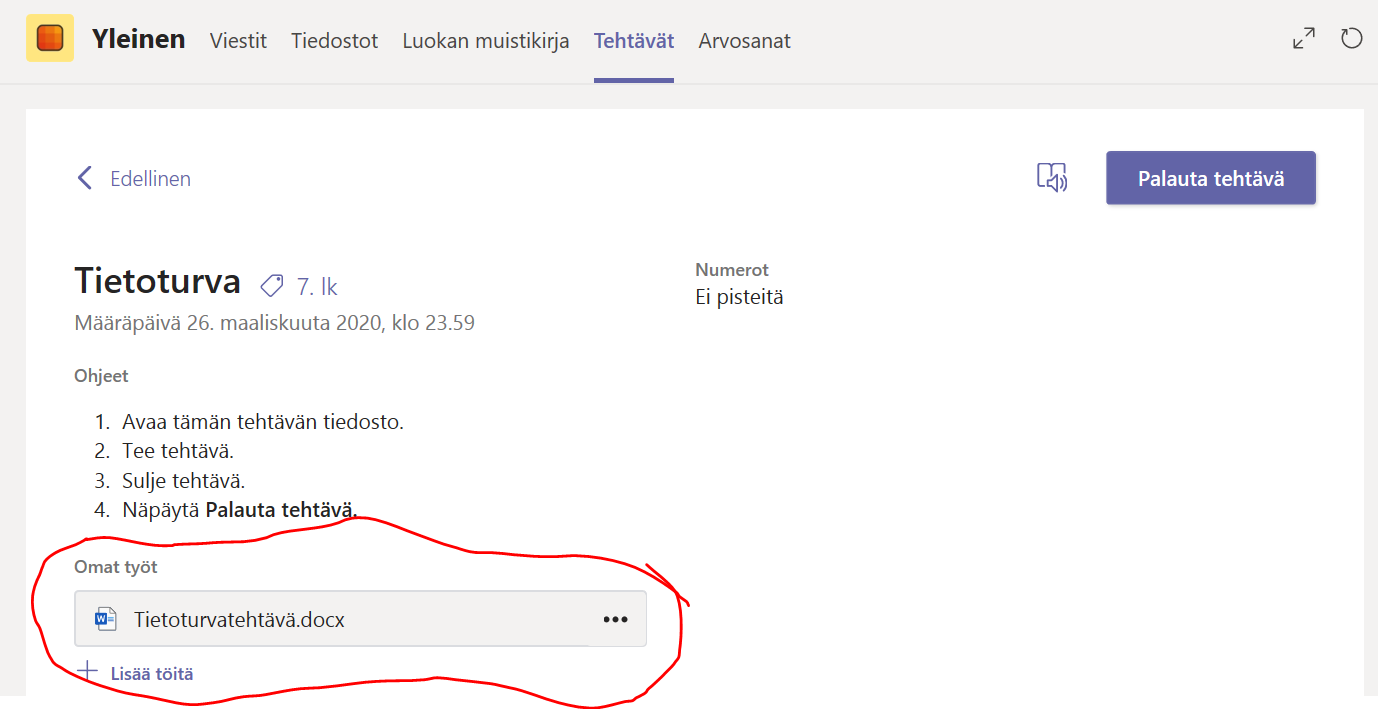 Yleinen Viestit Tiedostot Luokan muistikirja Tehtävät Arvosanat
Edellinen
Palauta tehtävä
Tietoturva 7. lk
Määräpäivä 26. maaliskuuta 2020, klo 23.59
Numerot
Ei pisteitä
Ohjeet
1. Avaa tämän tehtävän tiedosto.
2. Tee tehtävä.
3. Sulje tehtävä.
4. Näpäytä Palauta tehtävä.
Omat työt
W Tietoturvatehtävä.docx
Lisää töitä